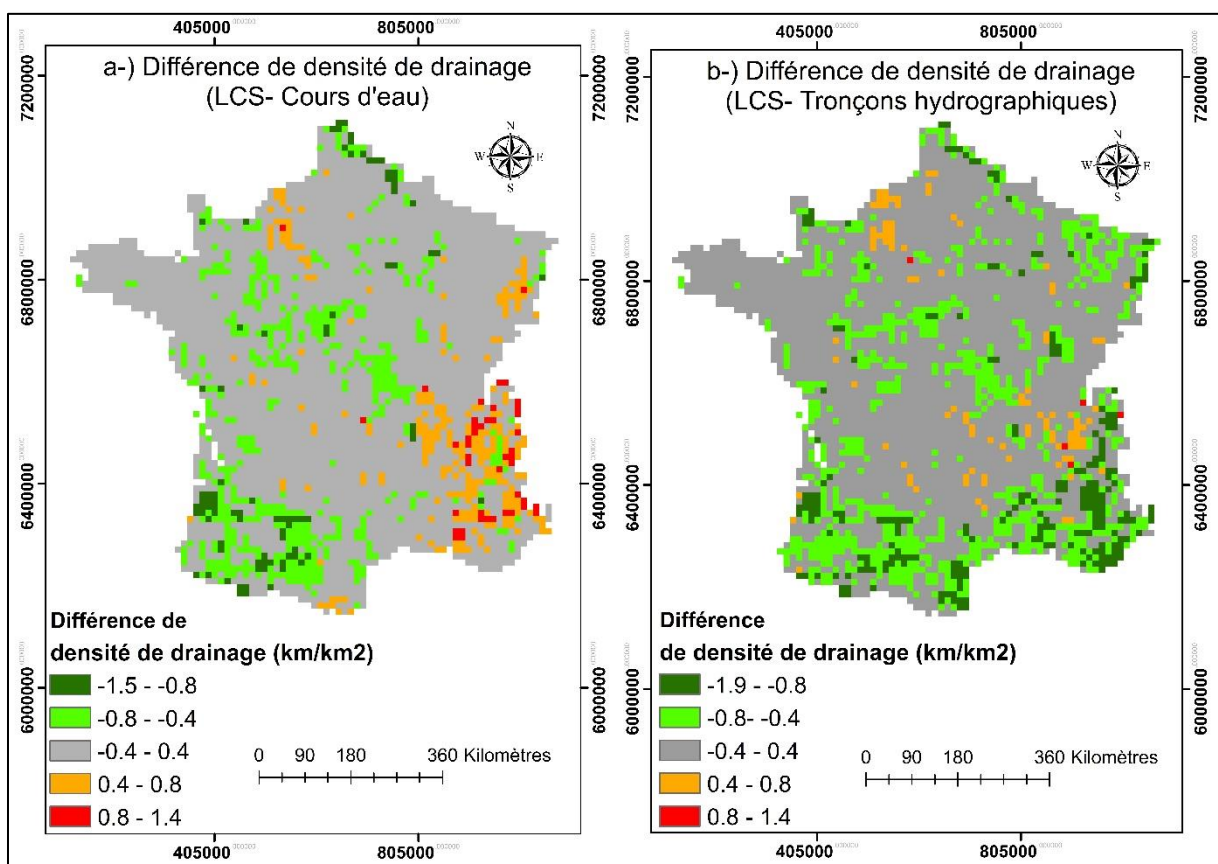 405000 805000
405000 805000
a-) Différence de densité de drainage
(LCS- Cours d'eau)
N
W E
S
7200000
6800000
6400000
6000000
7200000
6800000
6400000
6000000
Différence de
densité de drainage (km/km2)
-1.5 - -0.8
-0.8 - -0.4
-0.4 - 0.4
0.4 - 0.8
0.8 - 1.4
0 90 180 360 Kilomètres
405000 805000
b-) Différence de densité de drainage
(LCS- Tronçons hydrographiques)
N
W E
S
7200000
6800000
6400000
6000000
Différence
de densité de drainage (km/km2)
-1.9 - -0.8
-0.8- -0.4
-0.4 - 0.4
0.4 - 0.8
0.8 - 1.4
0 90 180 360 Kilomètres
405000 805000